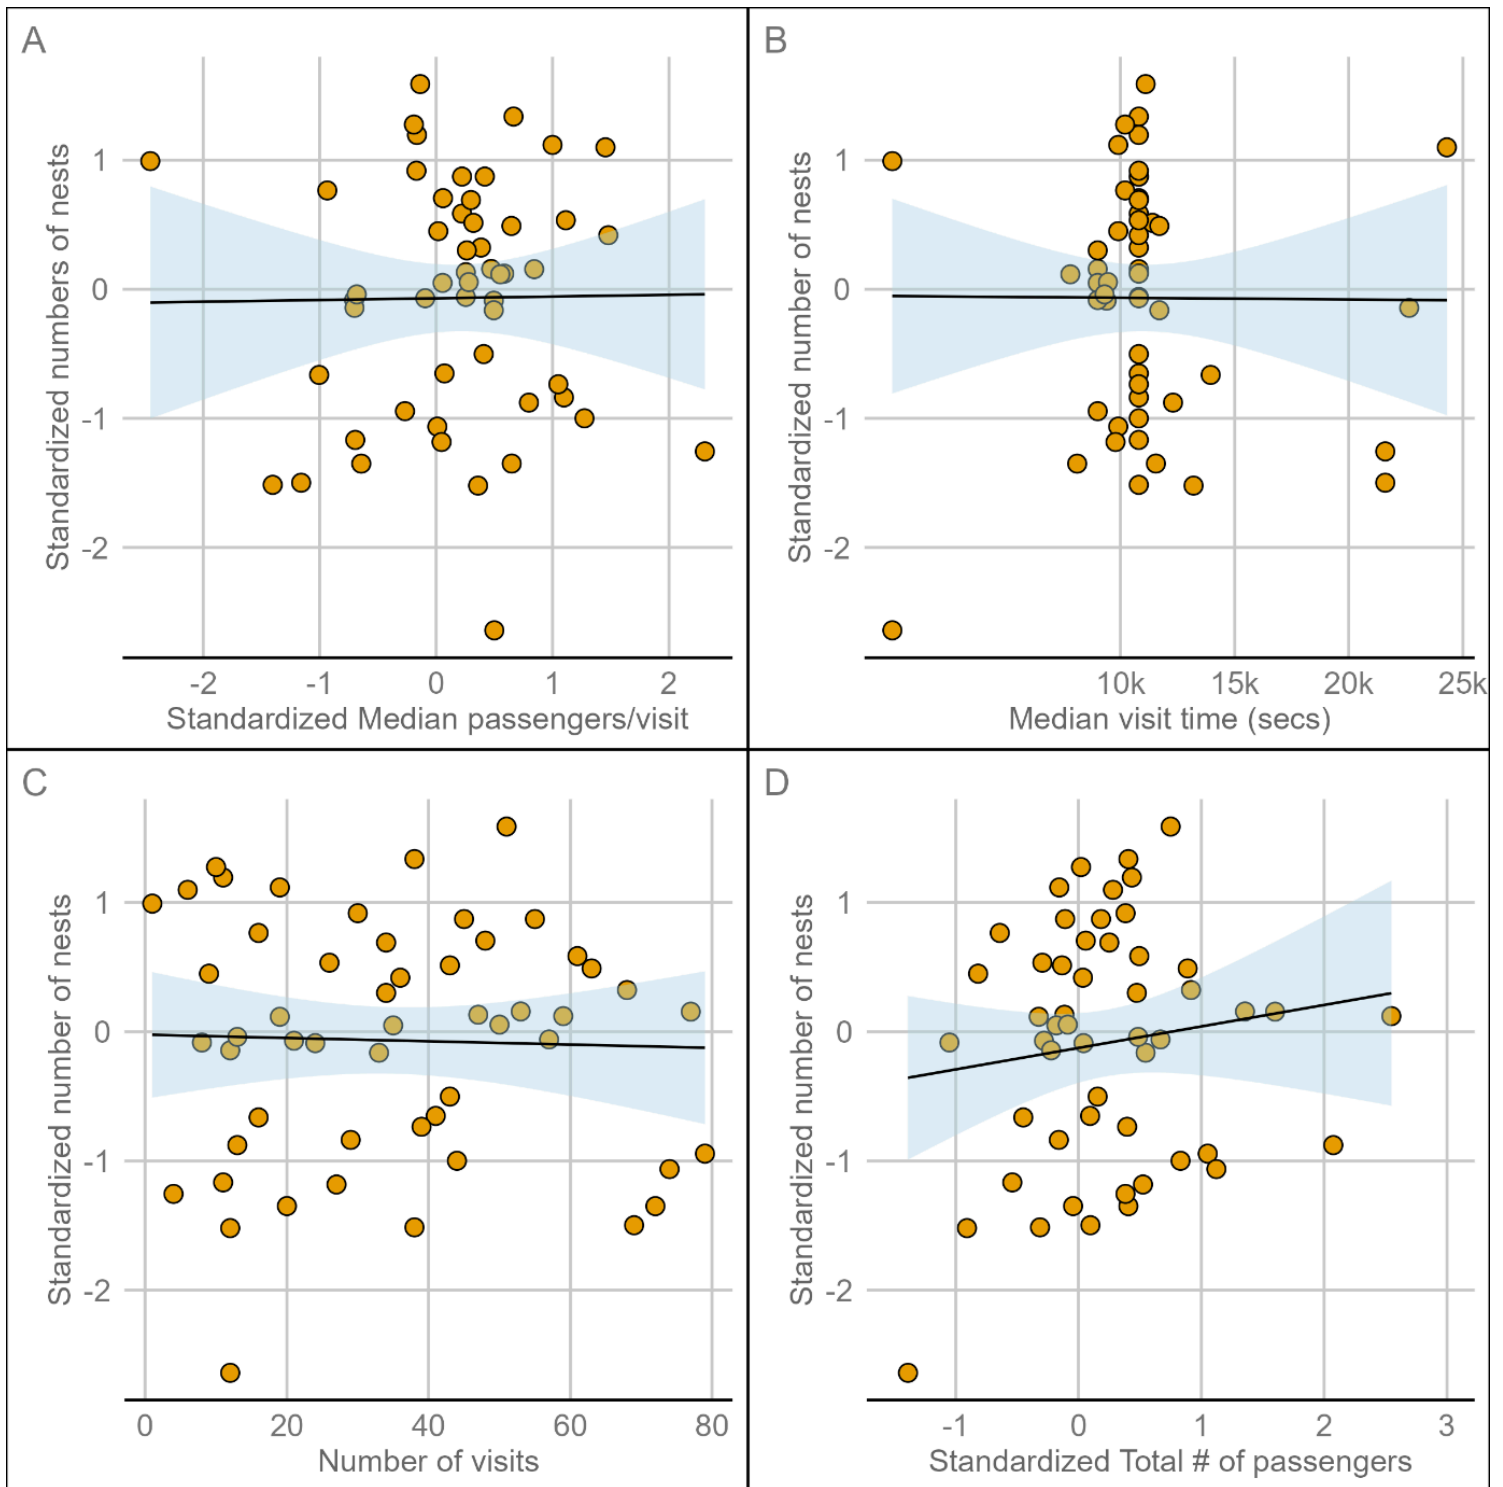 A
Standardized numbers of nests
1
0
-1
-2
-2 -1 0 1 2
Standardized Median passengers/visit
B
Standardized number of nests
1
0
-1
-2
10k 15k 20k 25k
Median visit time (secs)
C
Standardized number of nests
1
0
-1
-2
0 20 40 60 80
Number of visits
D
Standardized number of nests
1
0
-1
-2
-1 0 1 2 3
Standardized Total # of passengers